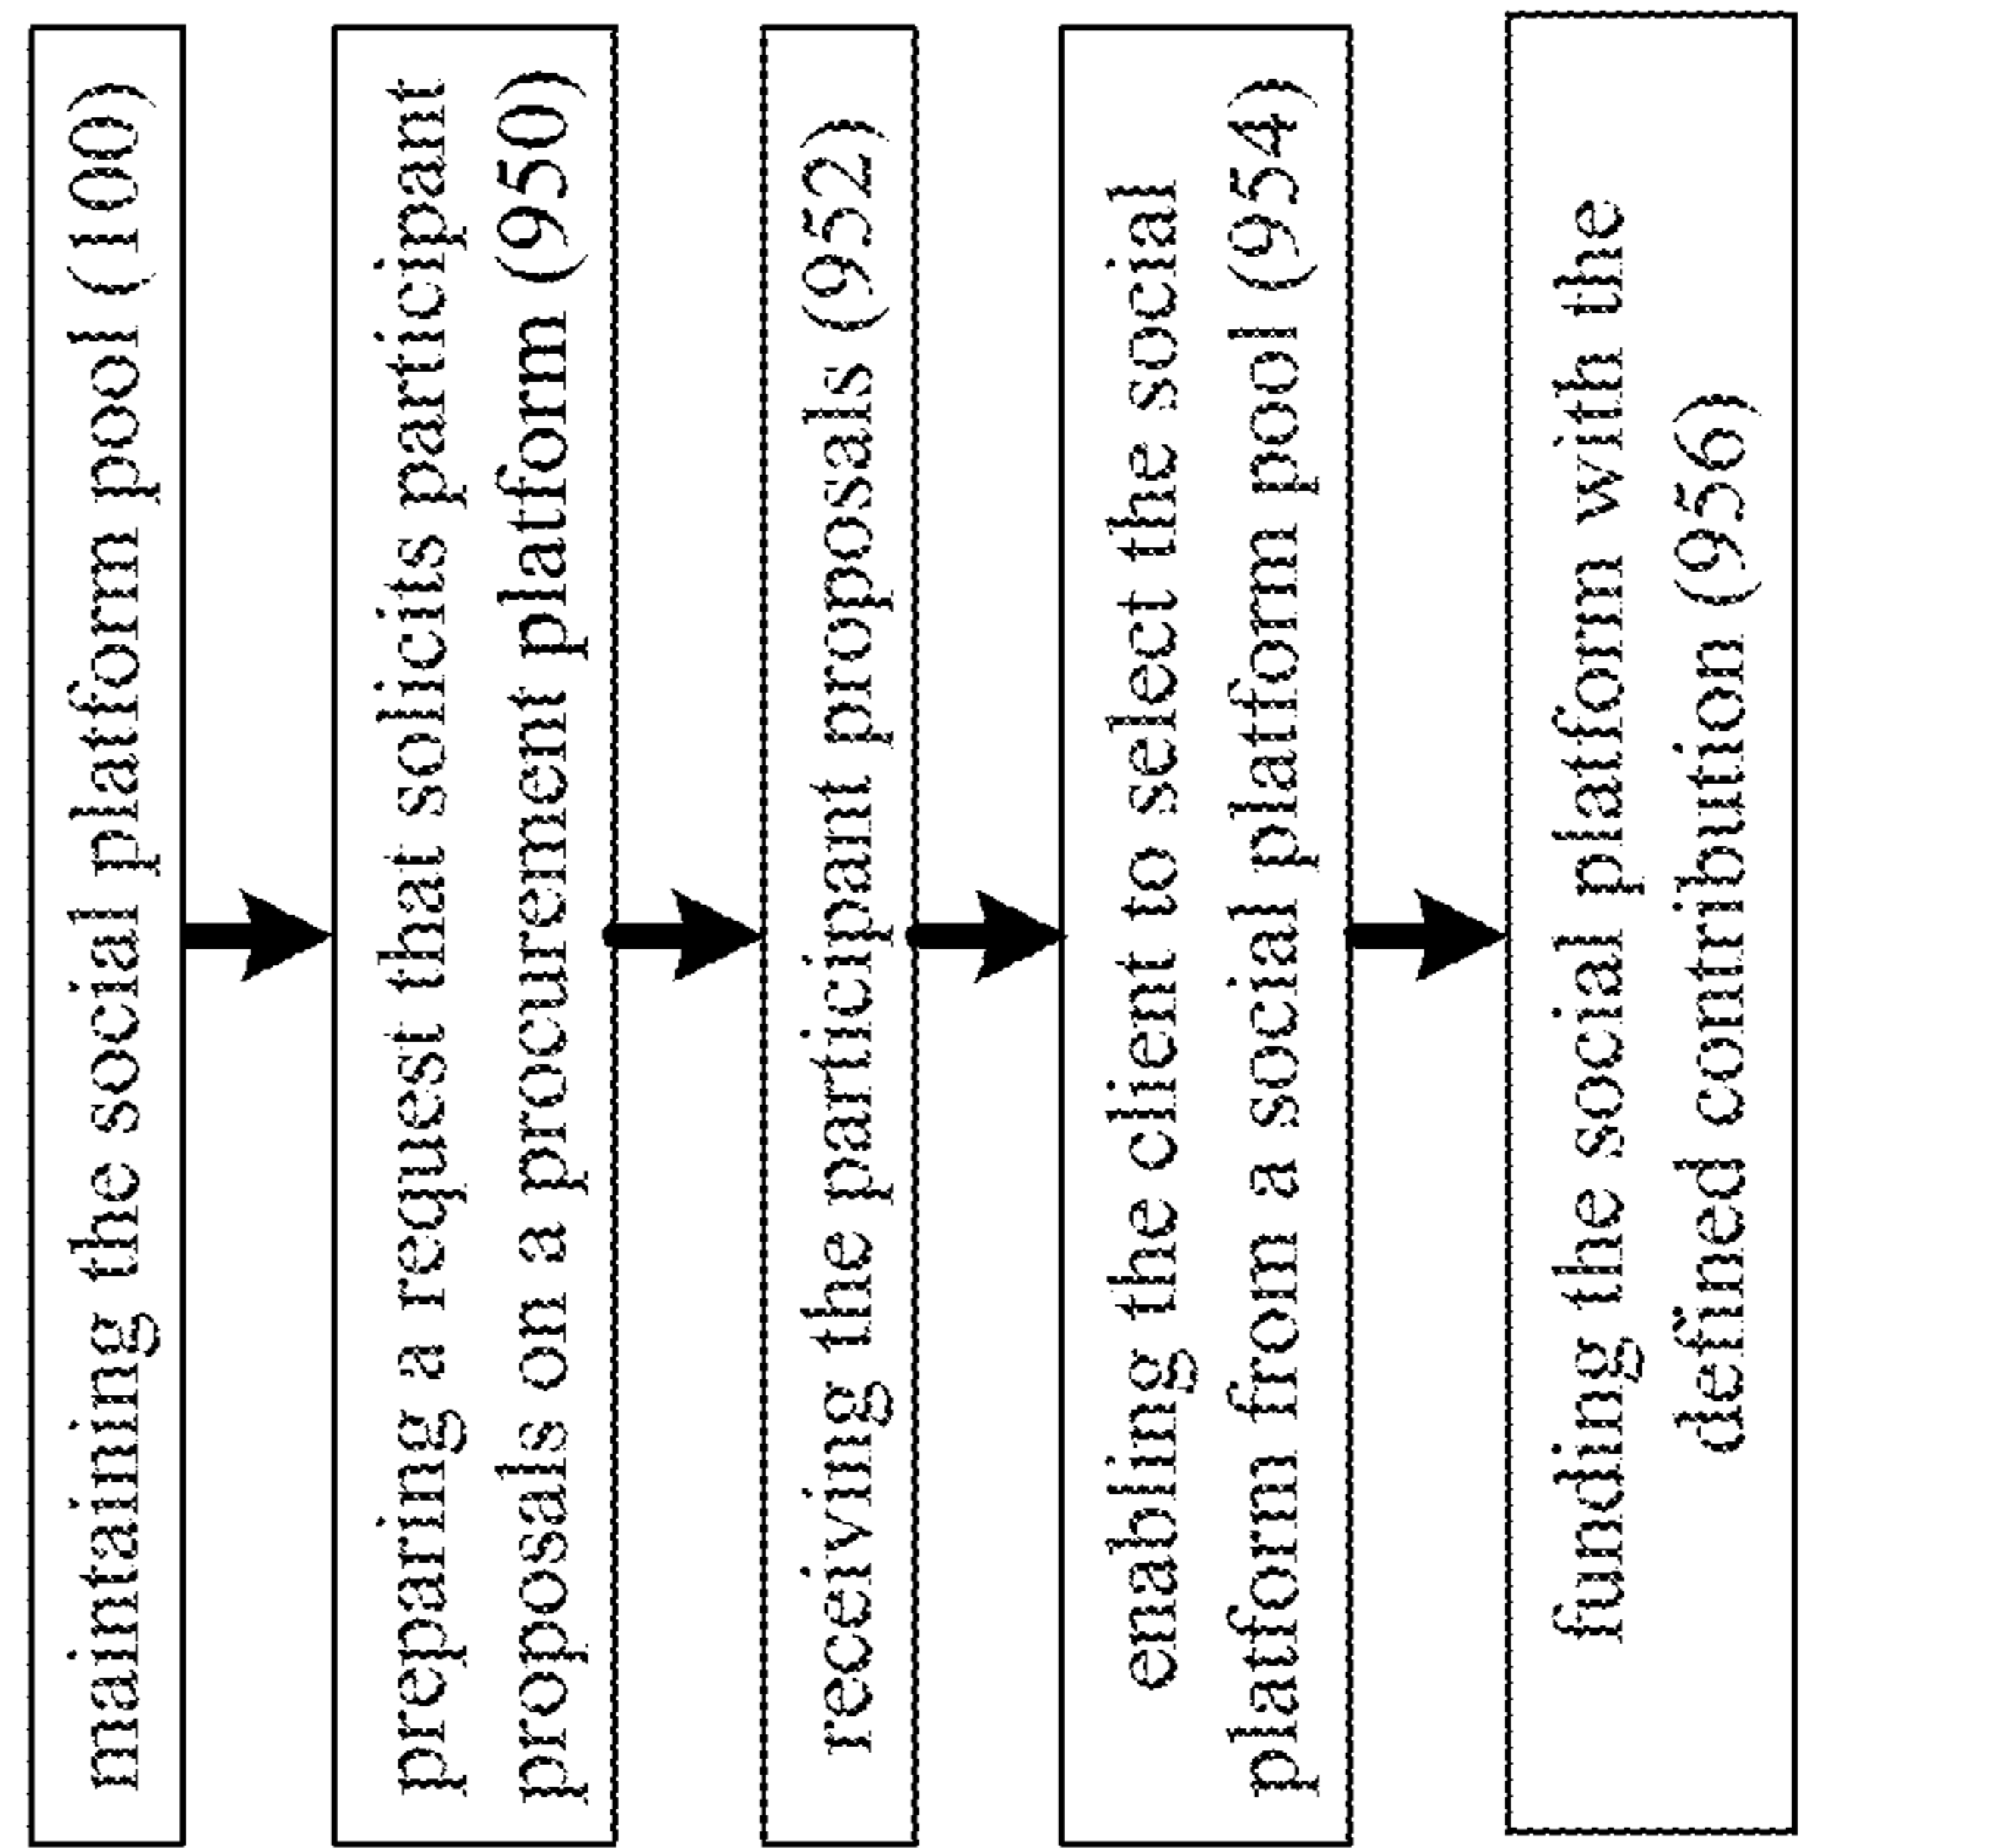 maintaining the social platform pool (100)
preparing a request that solicits participant
proposals on a procurement platform (950)
receiving the participant proposals (952)
enabling the client to select the social
platform from a social platform pool (954)
funding the social platform with the
defined contribution (956)